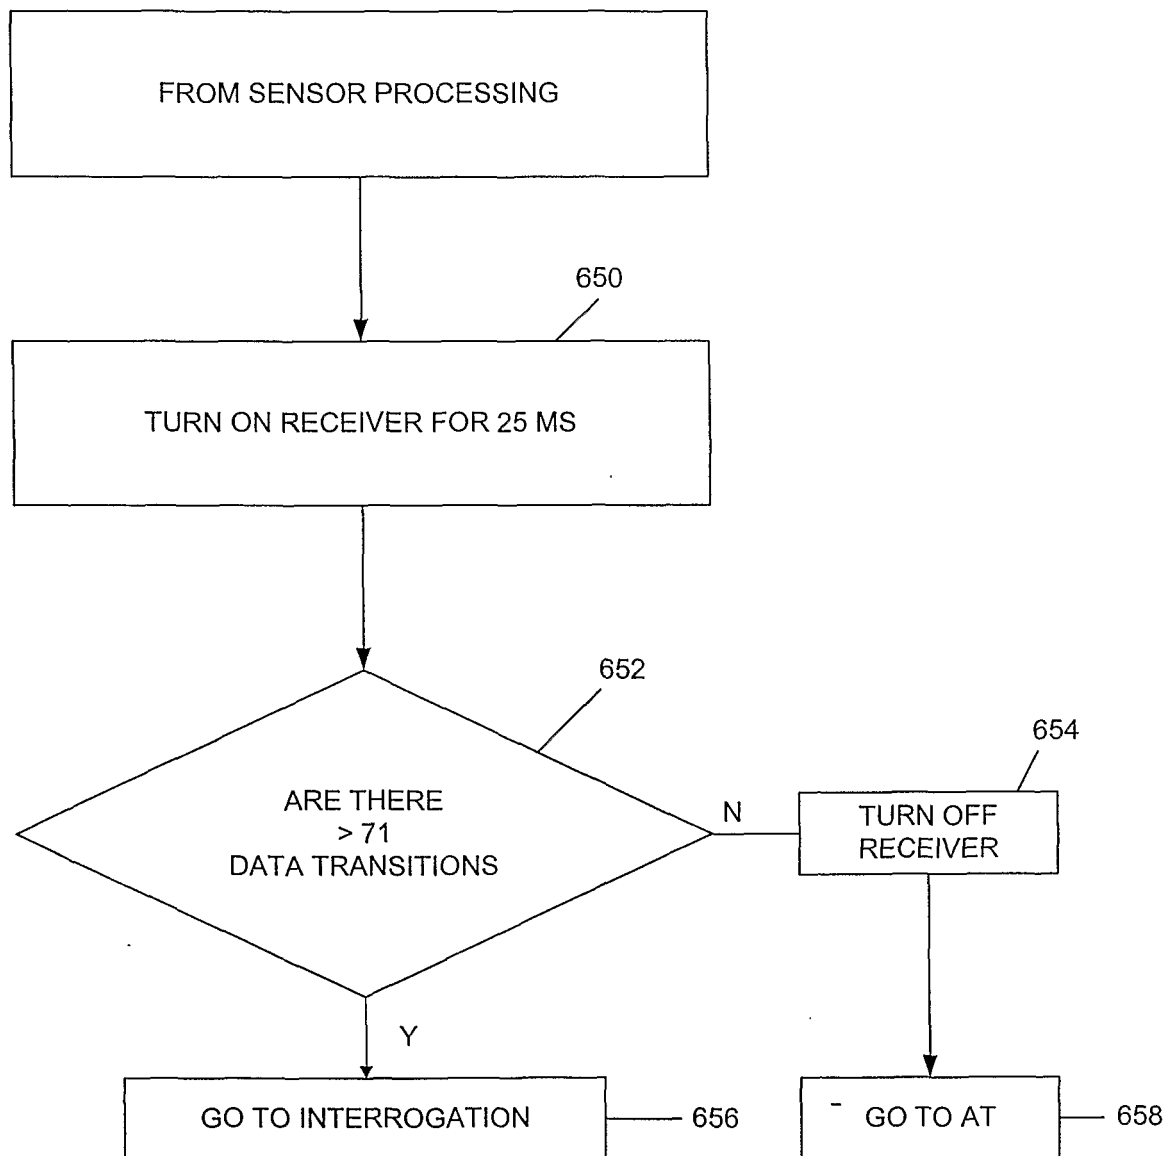 FROM SENSOR PROCESSING
650
TURN ON RECEIVER FOR 25 MS
652
ARE THERE
> 71
DATA TRANSITIONS
N
654
TURN OFF
RECEIVER
Y
GO TO INTERROGATION
656
GO TO AT
658